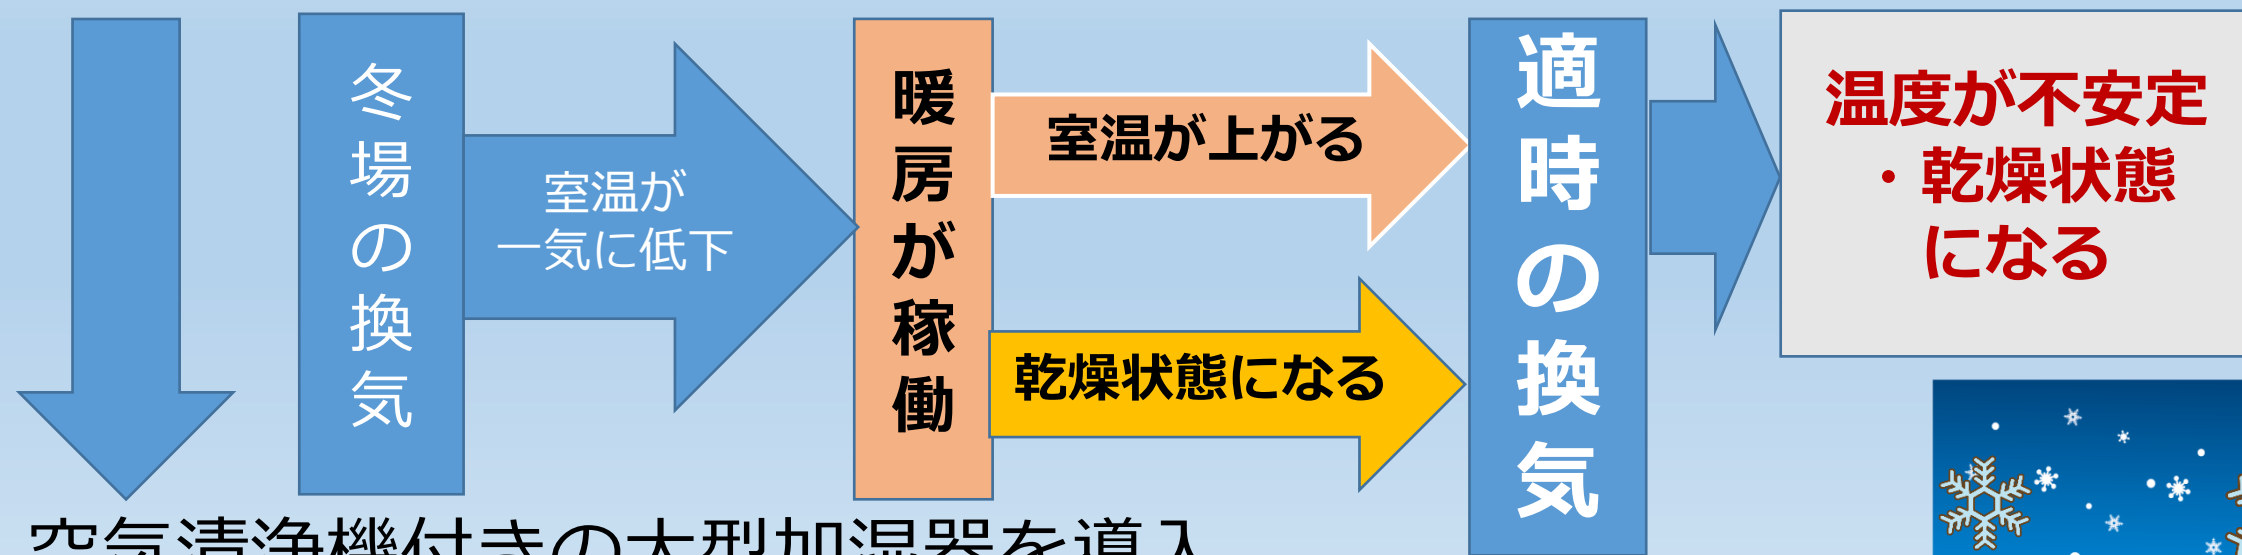 冬場の換気
室温が
一気に低下
暖房が稼働
室温が上がる
乾燥状態になる
適時の換気
温度が不安定
・乾燥状態
になる
空気清浄機付きの大型加湿器を導入